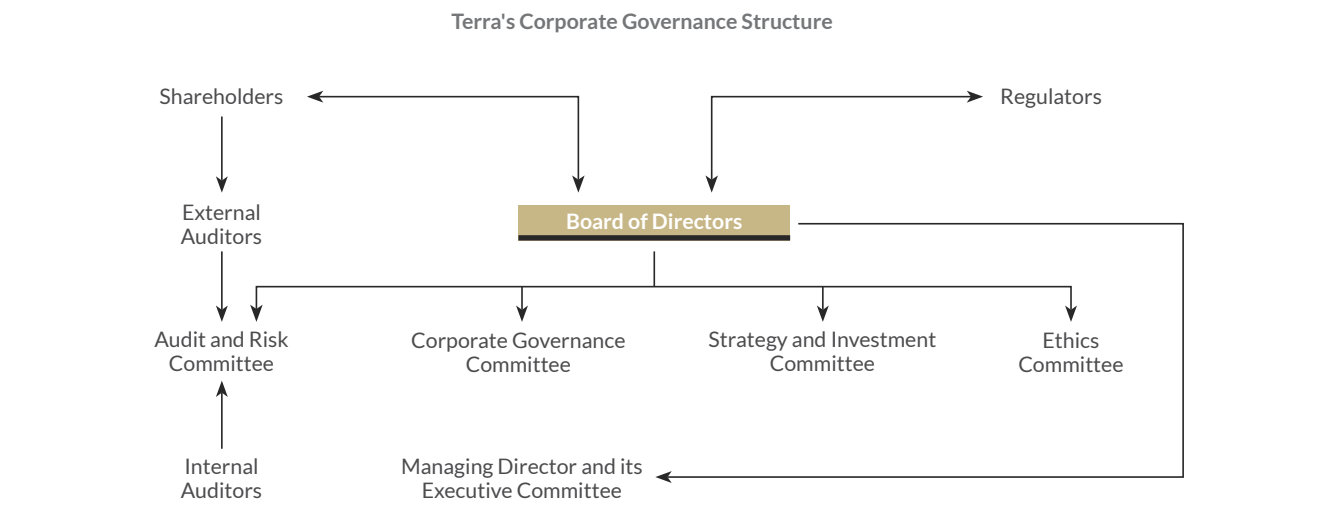 Terra's Corporate Governance Structure
Shareholders
Regulators
External
Auditors
Board of Directors
Audit and Risk
Committee
Corporate Governance
Committee
Strategy and Investment
Committee
Ethics
Committee
Internal
Auditors
Managing Director and its
Executive Committee